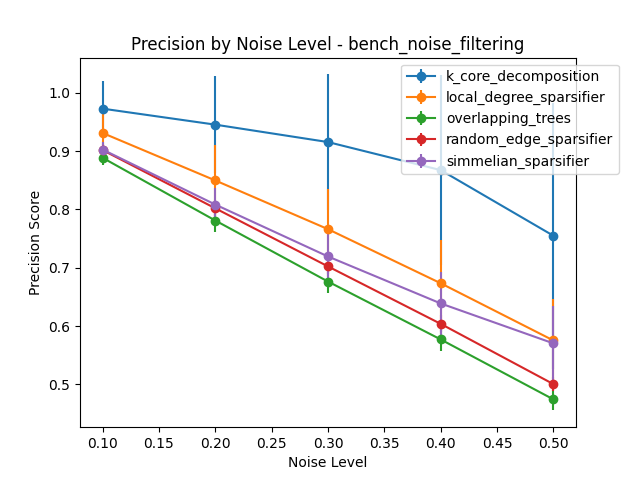 Precision by Noise Level - bench_noise_filtering
k_core_decomposition
local_degree_sparsifier
overlapping_trees
random_edge_sparsifier
simmelian_sparsifier
Precision Score
1.0
0.9
0.8
0.7
0.6
0.5
0.10 0.15 0.20 0.25 0.30 0.35 0.40 0.45 0.50
Noise Level